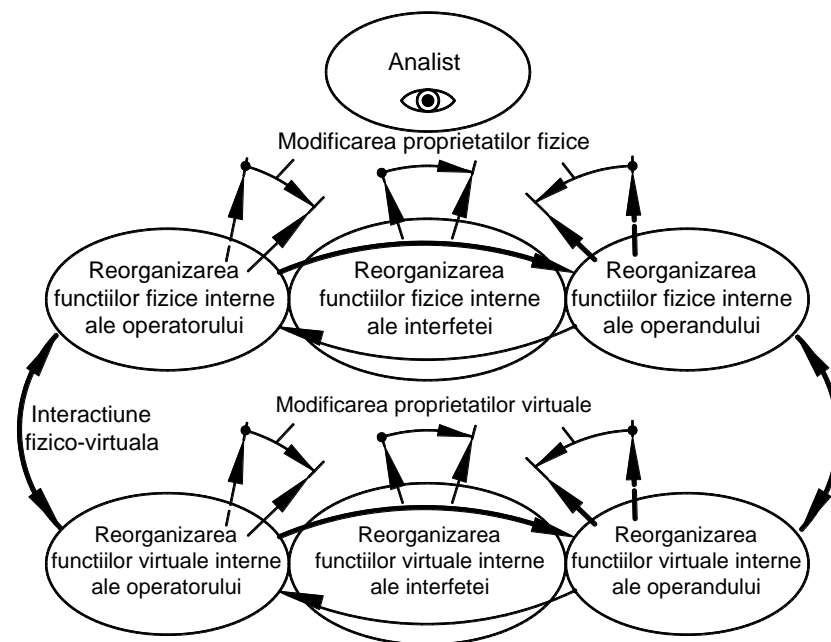 Analist
Modificarea proprietatilor fizice
Reorganizarea
functiilor fizice interne
ale operatorului
Reorganizarea
functiilor fizice interne
ale interfetei
Reorganizarea
functiilor fizice interne
ale operandului
Interactiune
fizico-virtuala
Modificarea proprietatilor virtuale
Reorganizarea
functiilor virtuale interne
ale operatorului
Reorganizarea
functiilor virtuale interne
ale interfetei
Reorganizarea
functiilor virtuale interne
ale operandului